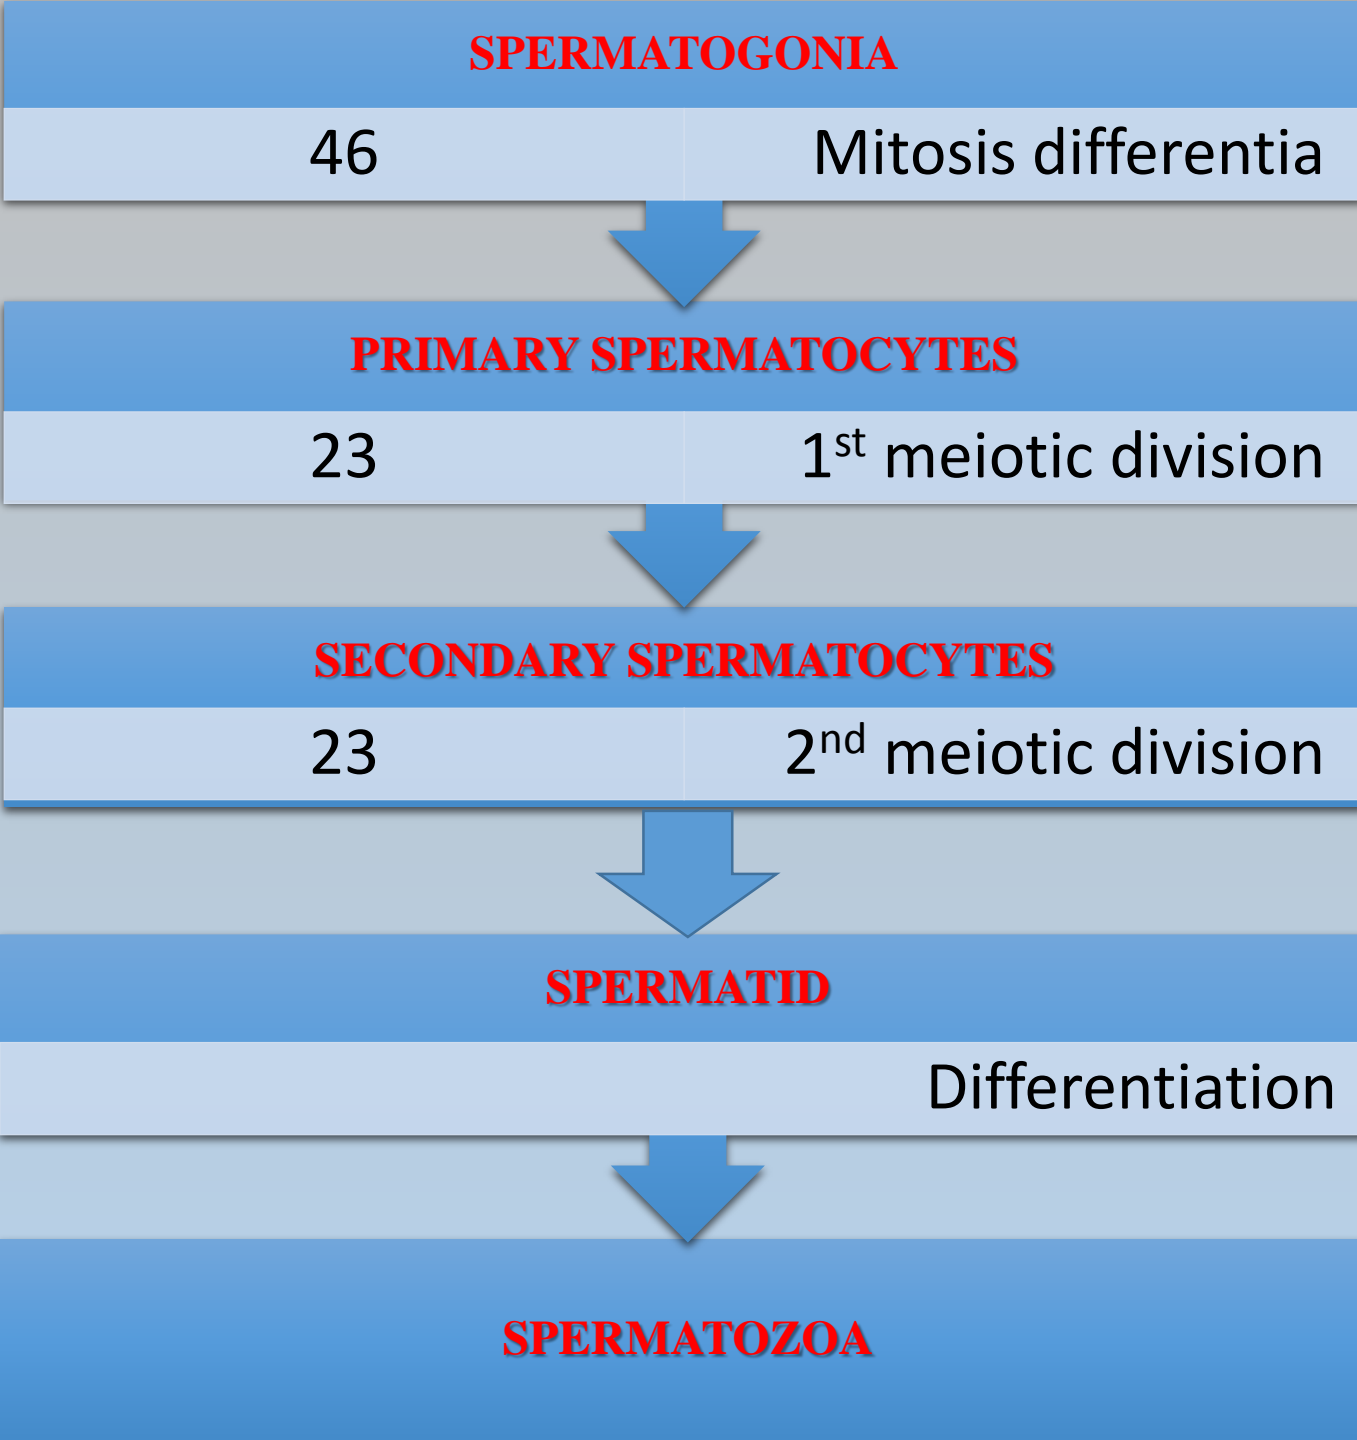 SPERMATOGONIA
46 Mitosis differentia
PRIMARY SPERMATOCYTES
23 1st meiotic division
SECONDARY SPERMATOCYTES
23 2nd meiotic division
SPERMATID
Differentiation
SPERMATOZOA